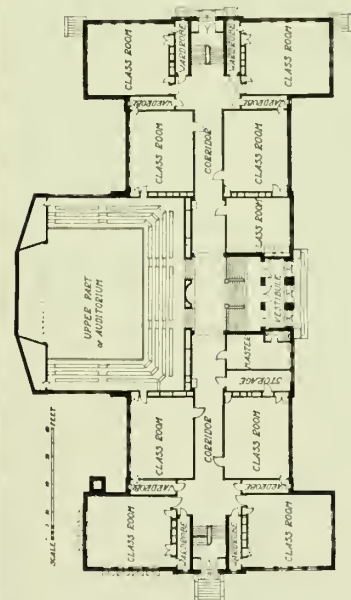 CLASS ROOM
WARDROBE
WARDROBE
CLASS ROOM
WARDROBE
WARDROBE
CLASS ROOM
CORRIDOR
CLASS ROOM
CLASS ROOM
UPPER PART
OF AUDITORIUM
VESTIBULE
MASTER
STORAGE
CLASS ROOM
CORRIDOR
CLASS ROOM
WARDROBE
WARDROBE
CLASS ROOM
WARDROBE
WARDROBE
CLASS ROOM
SCALE
FEET